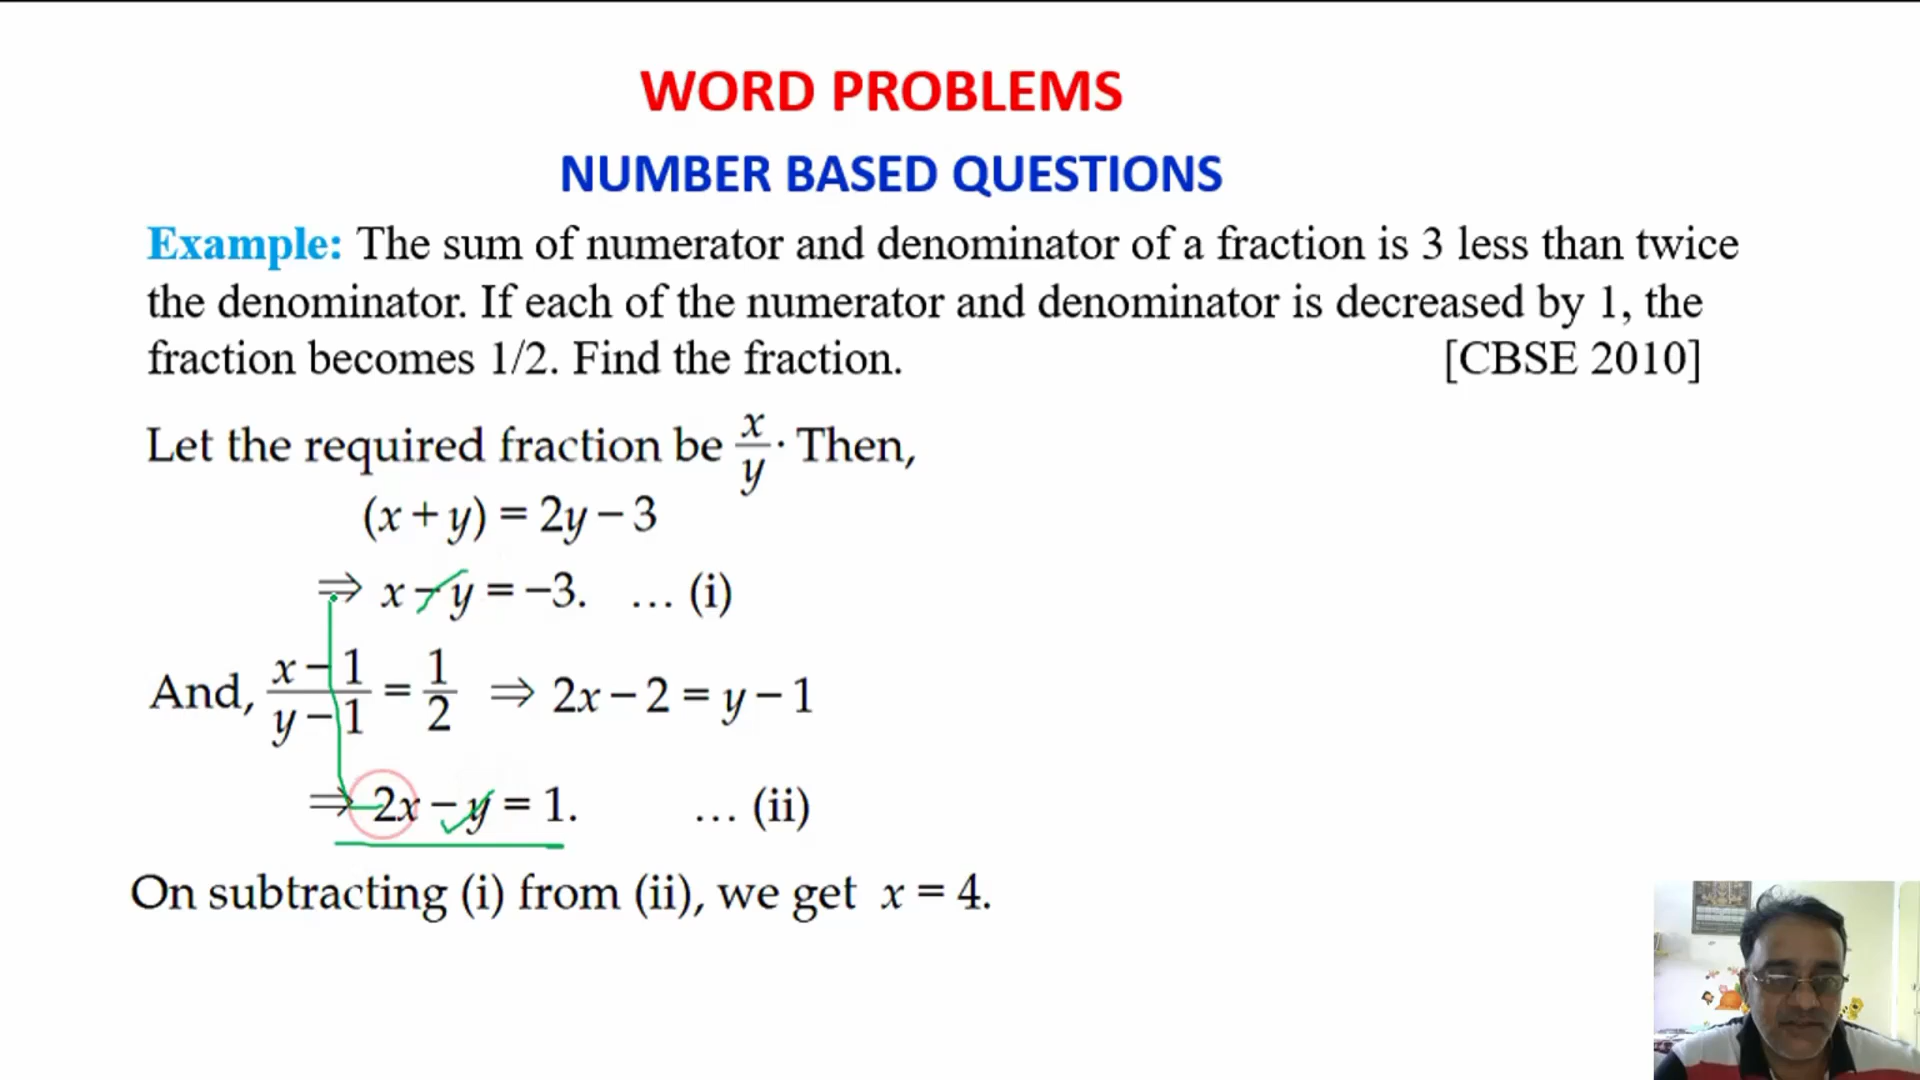 WORD PROBLEMS
NUMBER BASED QUESTIONS
Example: The sum of numerator and denominator of a fraction is 3 less than twice
the denominator. If each of the numerator and denominator is decreased by 1, the
fraction becomes 1/2. Find the fraction. [CBSE 2010]
Let the required fraction be x/y. Then,
(x + y) = 2y − 3
⇒ x − y = −3. ... (i)
And, (x − 1)/(y − 1) = 1/2 ⇒ 2x − 2 = y − 1
⇒ 2x − y = 1. ... (ii)
On subtracting (i) from (ii), we get x = 4.